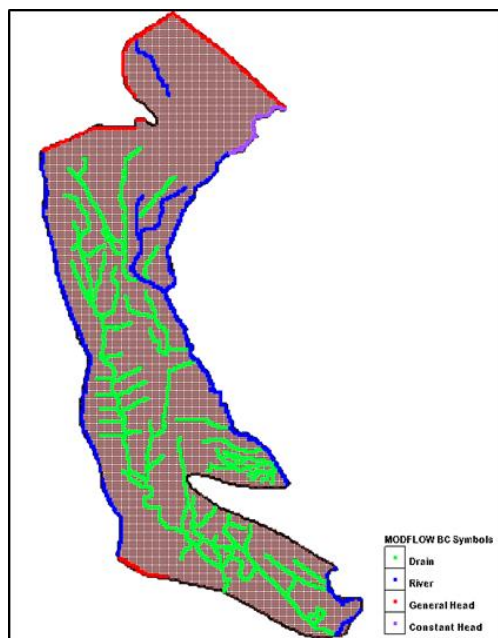 MODFLOW BC Symbols
Drain
River
General Head
Constant Head